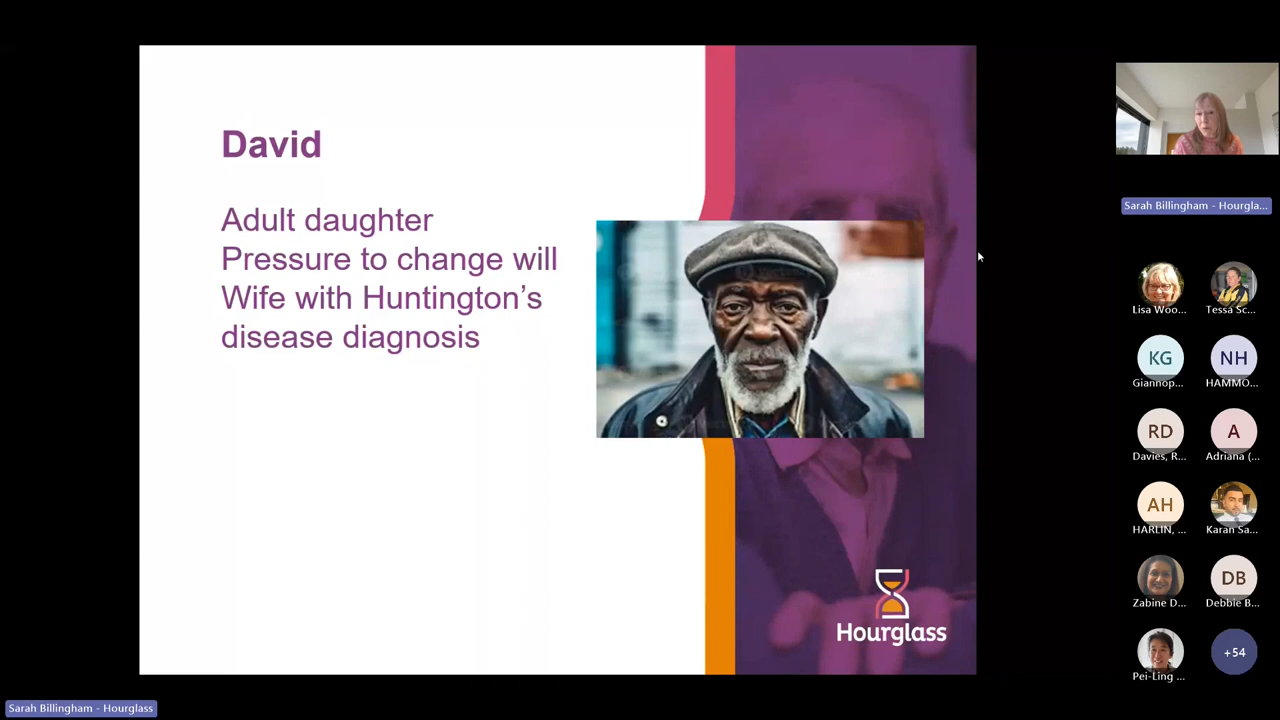 David
Adult daughter
Pressure to change will
Wife with Huntington's
disease diagnosis
Hourglass
Sarah Billingham - Hourgla...
Lisa Woo...
Tessa Sc...
KG
Giannop...
NH
HAMMO...
RD
Davies, R...
A
Adriana (...
AH
HARLIN, ...
Karan Sa...
Zabine D...
DB
Debbie B...
Pei-Ling ...
+54
Sarah Billingham - Hourglass